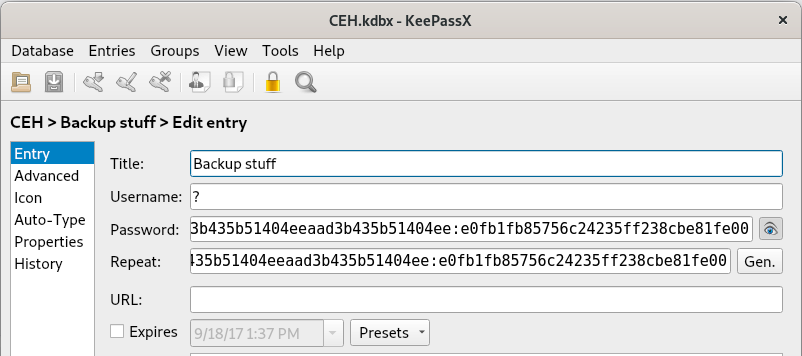 CEH.kdbx - KeePassX
Database Entries Groups View Tools Help
CEH > Backup stuff > Edit entry
Entry
Advanced
Icon
Auto-Type
Properties
History
Title: Backup stuff
Username: ?
Password: 3b435b51404eeaad3b435b51404ee:e0fb1fb85756c24235ff238cbe81fe00
Repeat: 435b51404eeaad3b435b51404ee:e0fb1fb85756c24235ff238cbe81fe00 Gen.
URL:
Expires 9/18/17 1:37 PM Presets